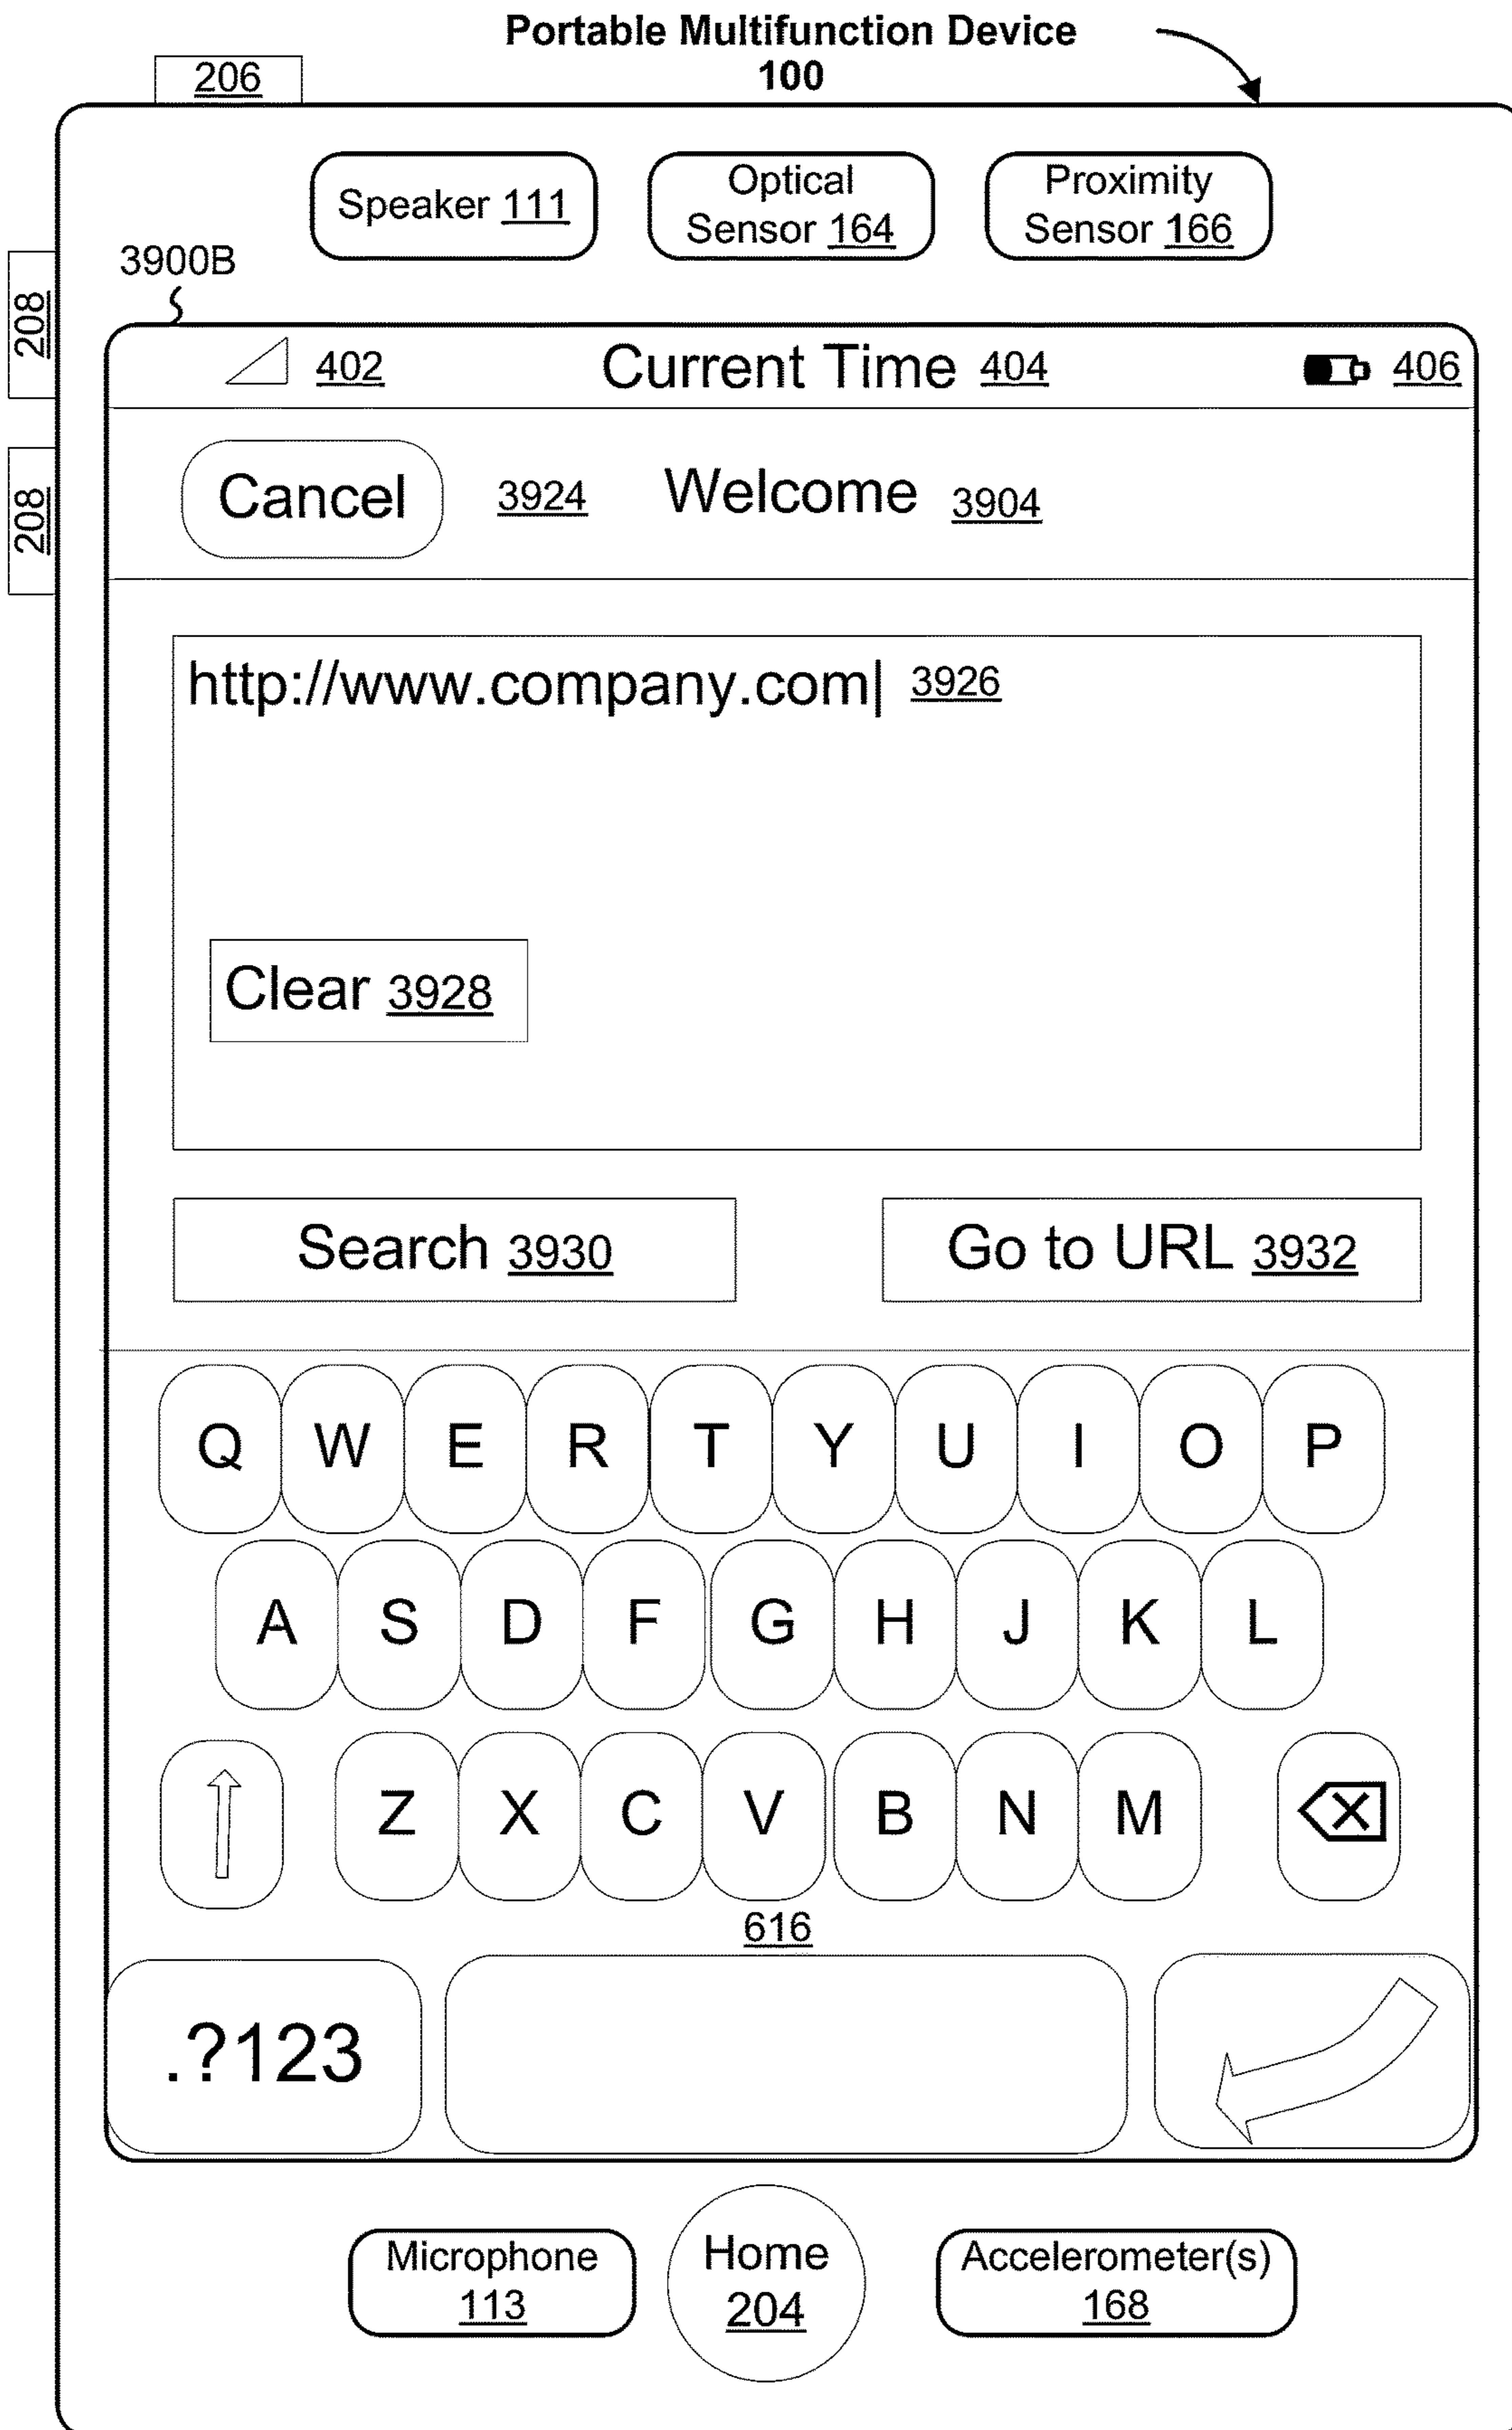 Portable Multifunction Device
100
206
Speaker 111
Optical
Sensor 164
Proximity
Sensor 166
3900B
208
208
402 Current Time 404 406
Cancel 3924 Welcome 3904
http://www.company.com| 3926
Clear 3928
Search 3930 Go to URL 3932
Q W E R T Y U I O P
A S D F G H J K L
Z X C V B N M
616
.?123
Microphone
113
Home
204
Accelerometer(s)
168